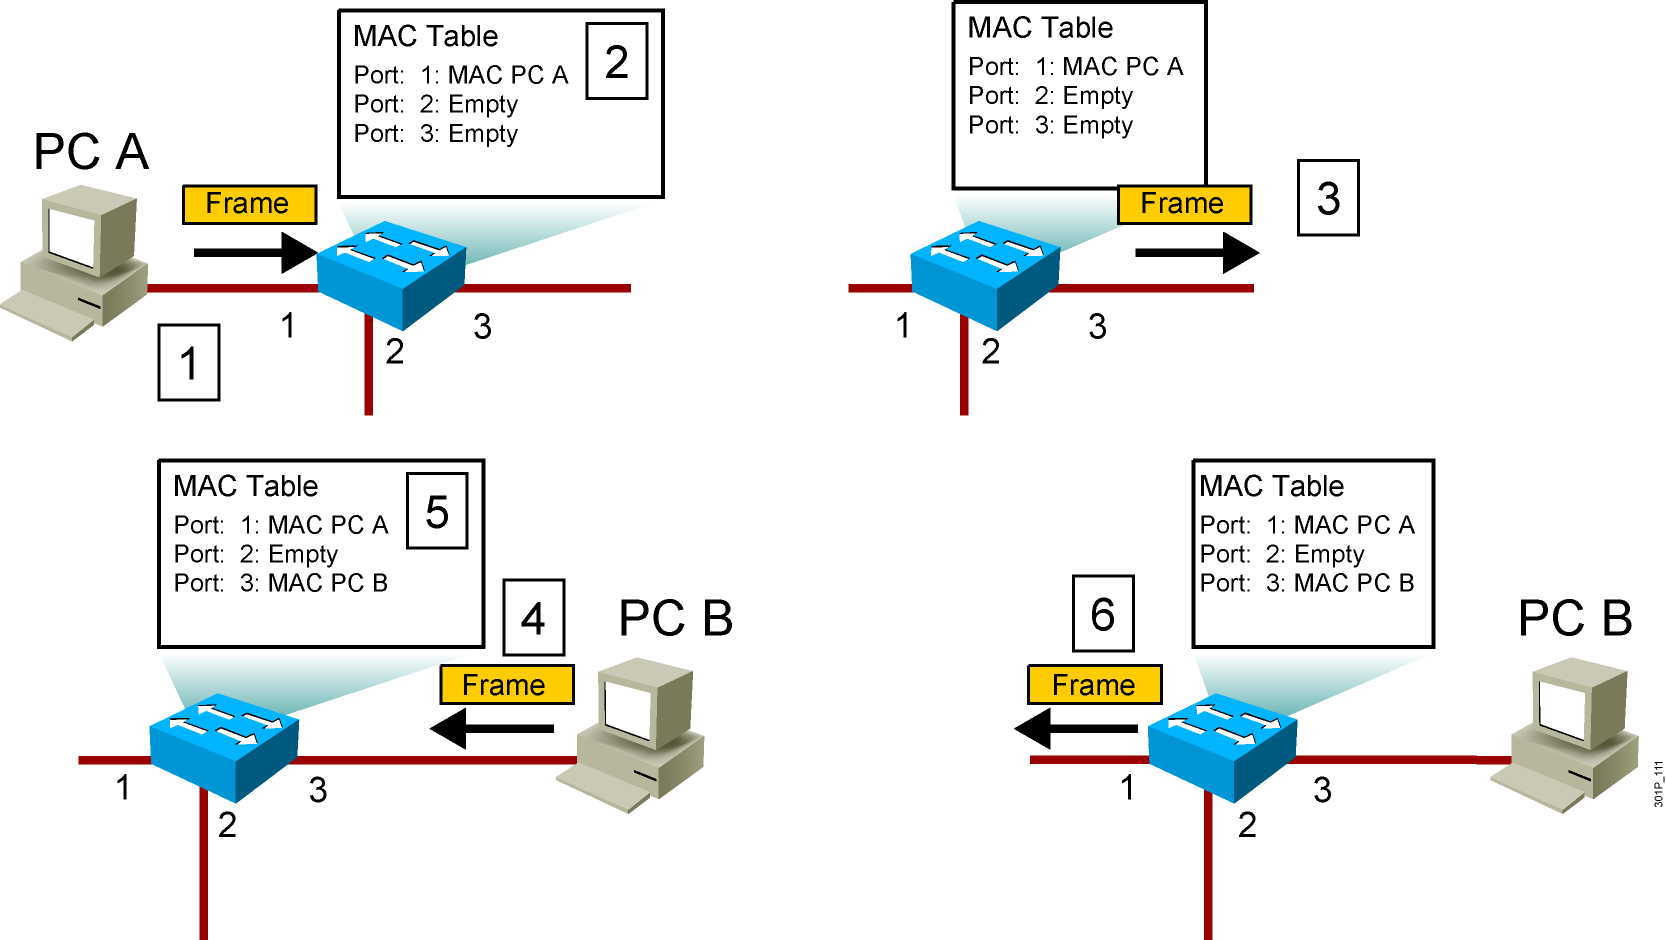 MAC Table
Port: 1: MAC PC A
Port: 2: Empty
Port: 3: Empty
2
PC A
Frame
1
1
2
3
MAC Table
Port: 1: MAC PC A
Port: 2: Empty
Port: 3: Empty
Frame
3
1
2
3
MAC Table
Port: 1: MAC PC A
Port: 2: Empty
Port: 3: MAC PC B
5
4
PC B
Frame
1
2
3
MAC Table
Port: 1: MAC PC A
Port: 2: Empty
Port: 3: MAC PC B
6
PC B
Frame
1
2
3
301P_111